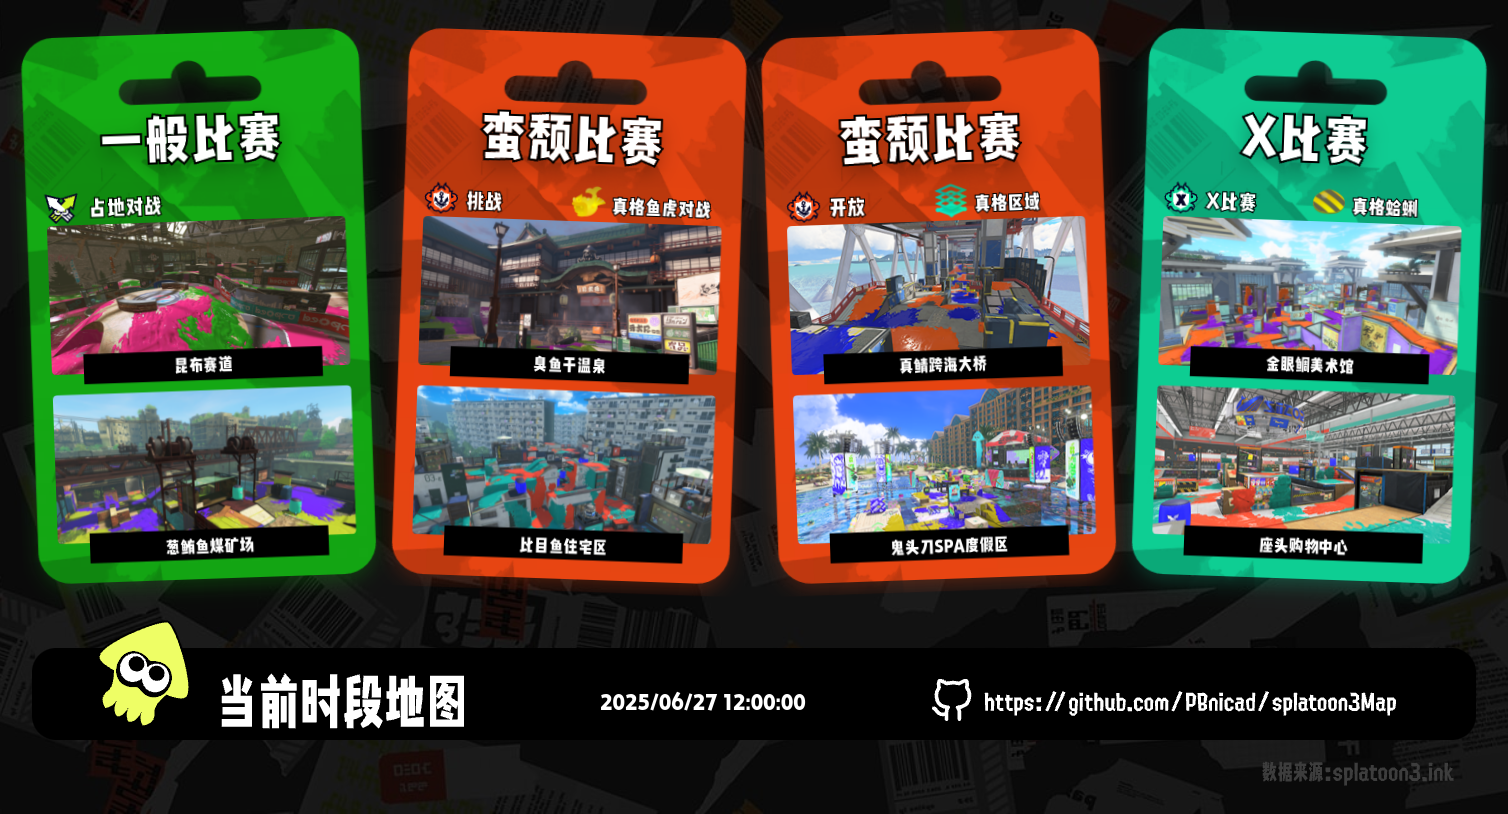 一般比赛
占地对战
昆布赛道
葱鲔鱼煤矿场
蛮颓比赛
挑战
真格鱼虎对战
臭鱼干温泉
比目鱼住宅区
蛮颓比赛
开放
真格区域
真鲭跨海大桥
鬼头刀SPA度假区
X比赛
X比赛
真格蛤蜊
金眼鲷美术馆
座头购物中心
当前时段地图
2025/06/27 12:00:00
https://github.com/PBnicad/splatoon3Map
数据来源:splatoon3.ink